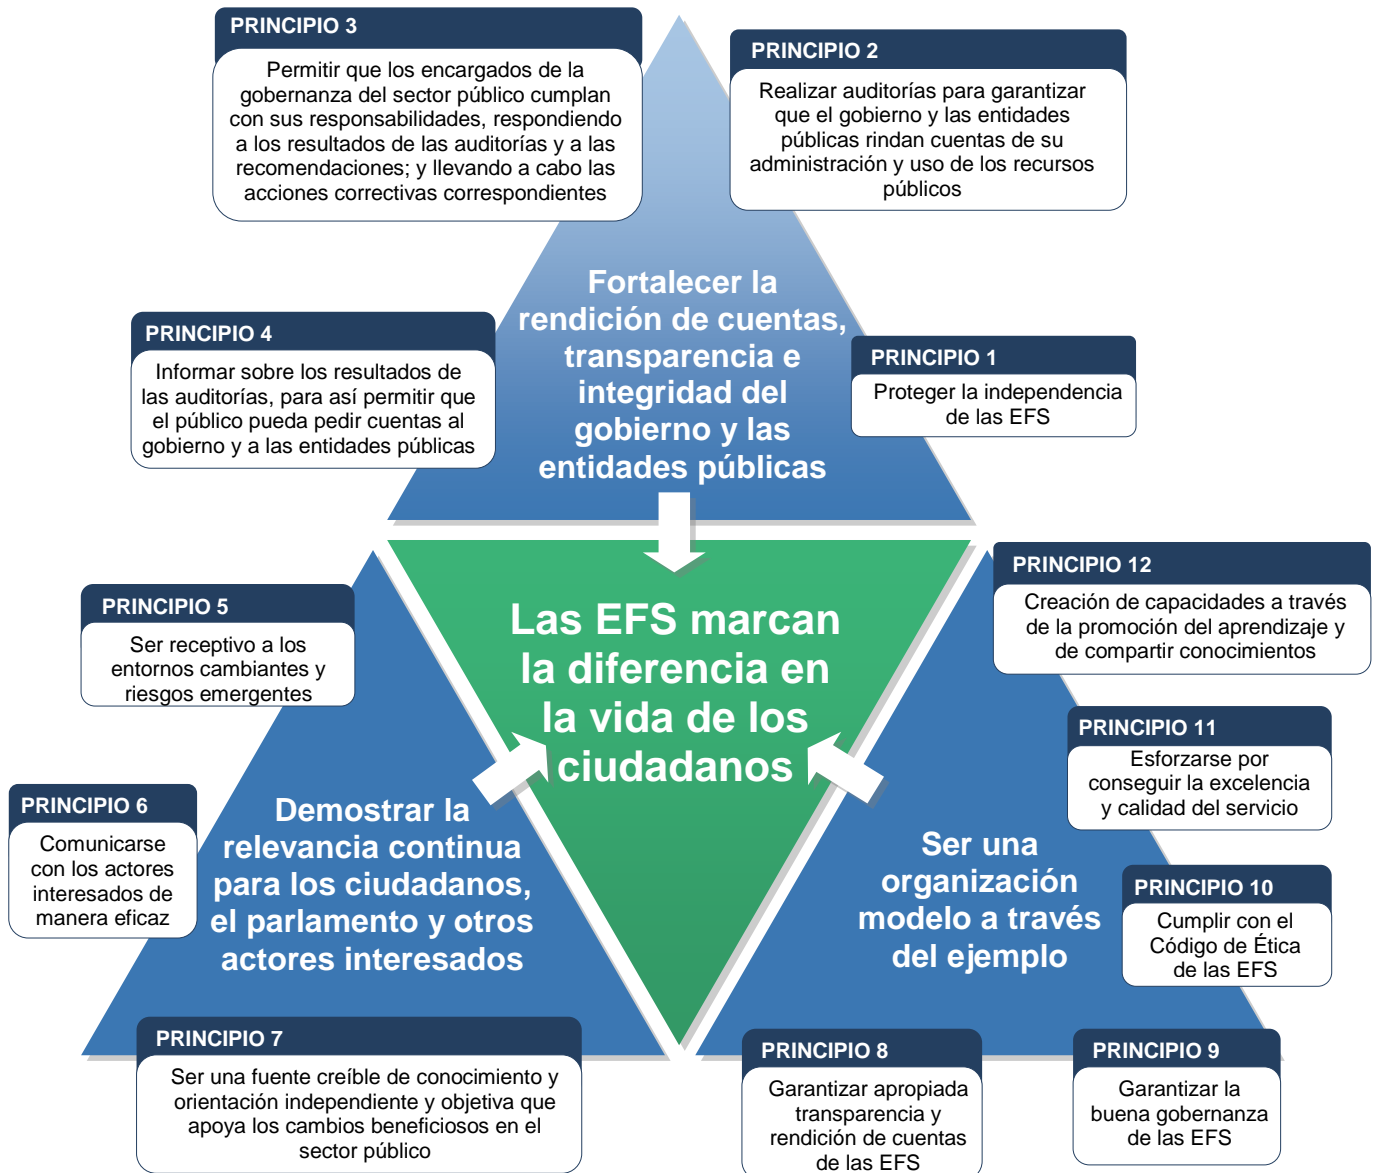 PRINCIPIO 3
Permitir que los encargados de la
gobernanza del sector público cumplan
con sus responsabilidades, respondiendo
a los resultados de las auditorías y a las
recomendaciones; y llevando a cabo las
acciones correctivas correspondientes
PRINCIPIO 2
Realizar auditorías para garantizar
que el gobierno y las entidades
públicas rindan cuentas de su
administración y uso de los recursos
públicos
Fortalecer la
rendición de cuentas,
transparencia e
integridad del
gobierno y las
entidades públicas
PRINCIPIO 4
Informar sobre los resultados de
las auditorías, para así permitir que
el público pueda pedir cuentas al
gobierno y a las entidades públicas
PRINCIPIO 1
Proteger la independencia
de las EFS
PRINCIPIO 5
Ser receptivo a los
entornos cambiantes y
riesgos emergentes
Las EFS marcan
la diferencia en
la vida de los
ciudadanos
PRINCIPIO 12
Creación de capacidades a través
de la promoción del aprendizaje y
de compartir conocimientos
PRINCIPIO 11
Esforzarse por
conseguir la excelencia
y calidad del servicio
PRINCIPIO 6
Comunicarse
con los actores
interesados de
manera eficaz
Demostrar la
relevancia continua
para los ciudadanos,
el parlamento y otros
actores interesados
Ser una
organización
modelo a través
del ejemplo
PRINCIPIO 10
Cumplir con el
Código de Ética
de las EFS
PRINCIPIO 7
Ser una fuente creíble de conocimiento y
orientación independiente y objetiva que
apoya los cambios beneficiosos en el
sector público
PRINCIPIO 8
Garantizar apropiada
transparencia y
rendición de cuentas
de las EFS
PRINCIPIO 9
Garantizar la
buena gobernanza
de las EFS